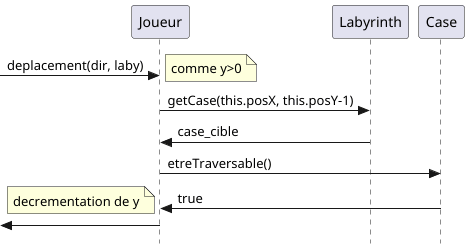 Joueur
Labyrinth
Case
deplacement(dir, laby)
comme y>0
getCase(this.posX, this.posY-1)
case_cible
etreTraversable()
decrementation de y
true